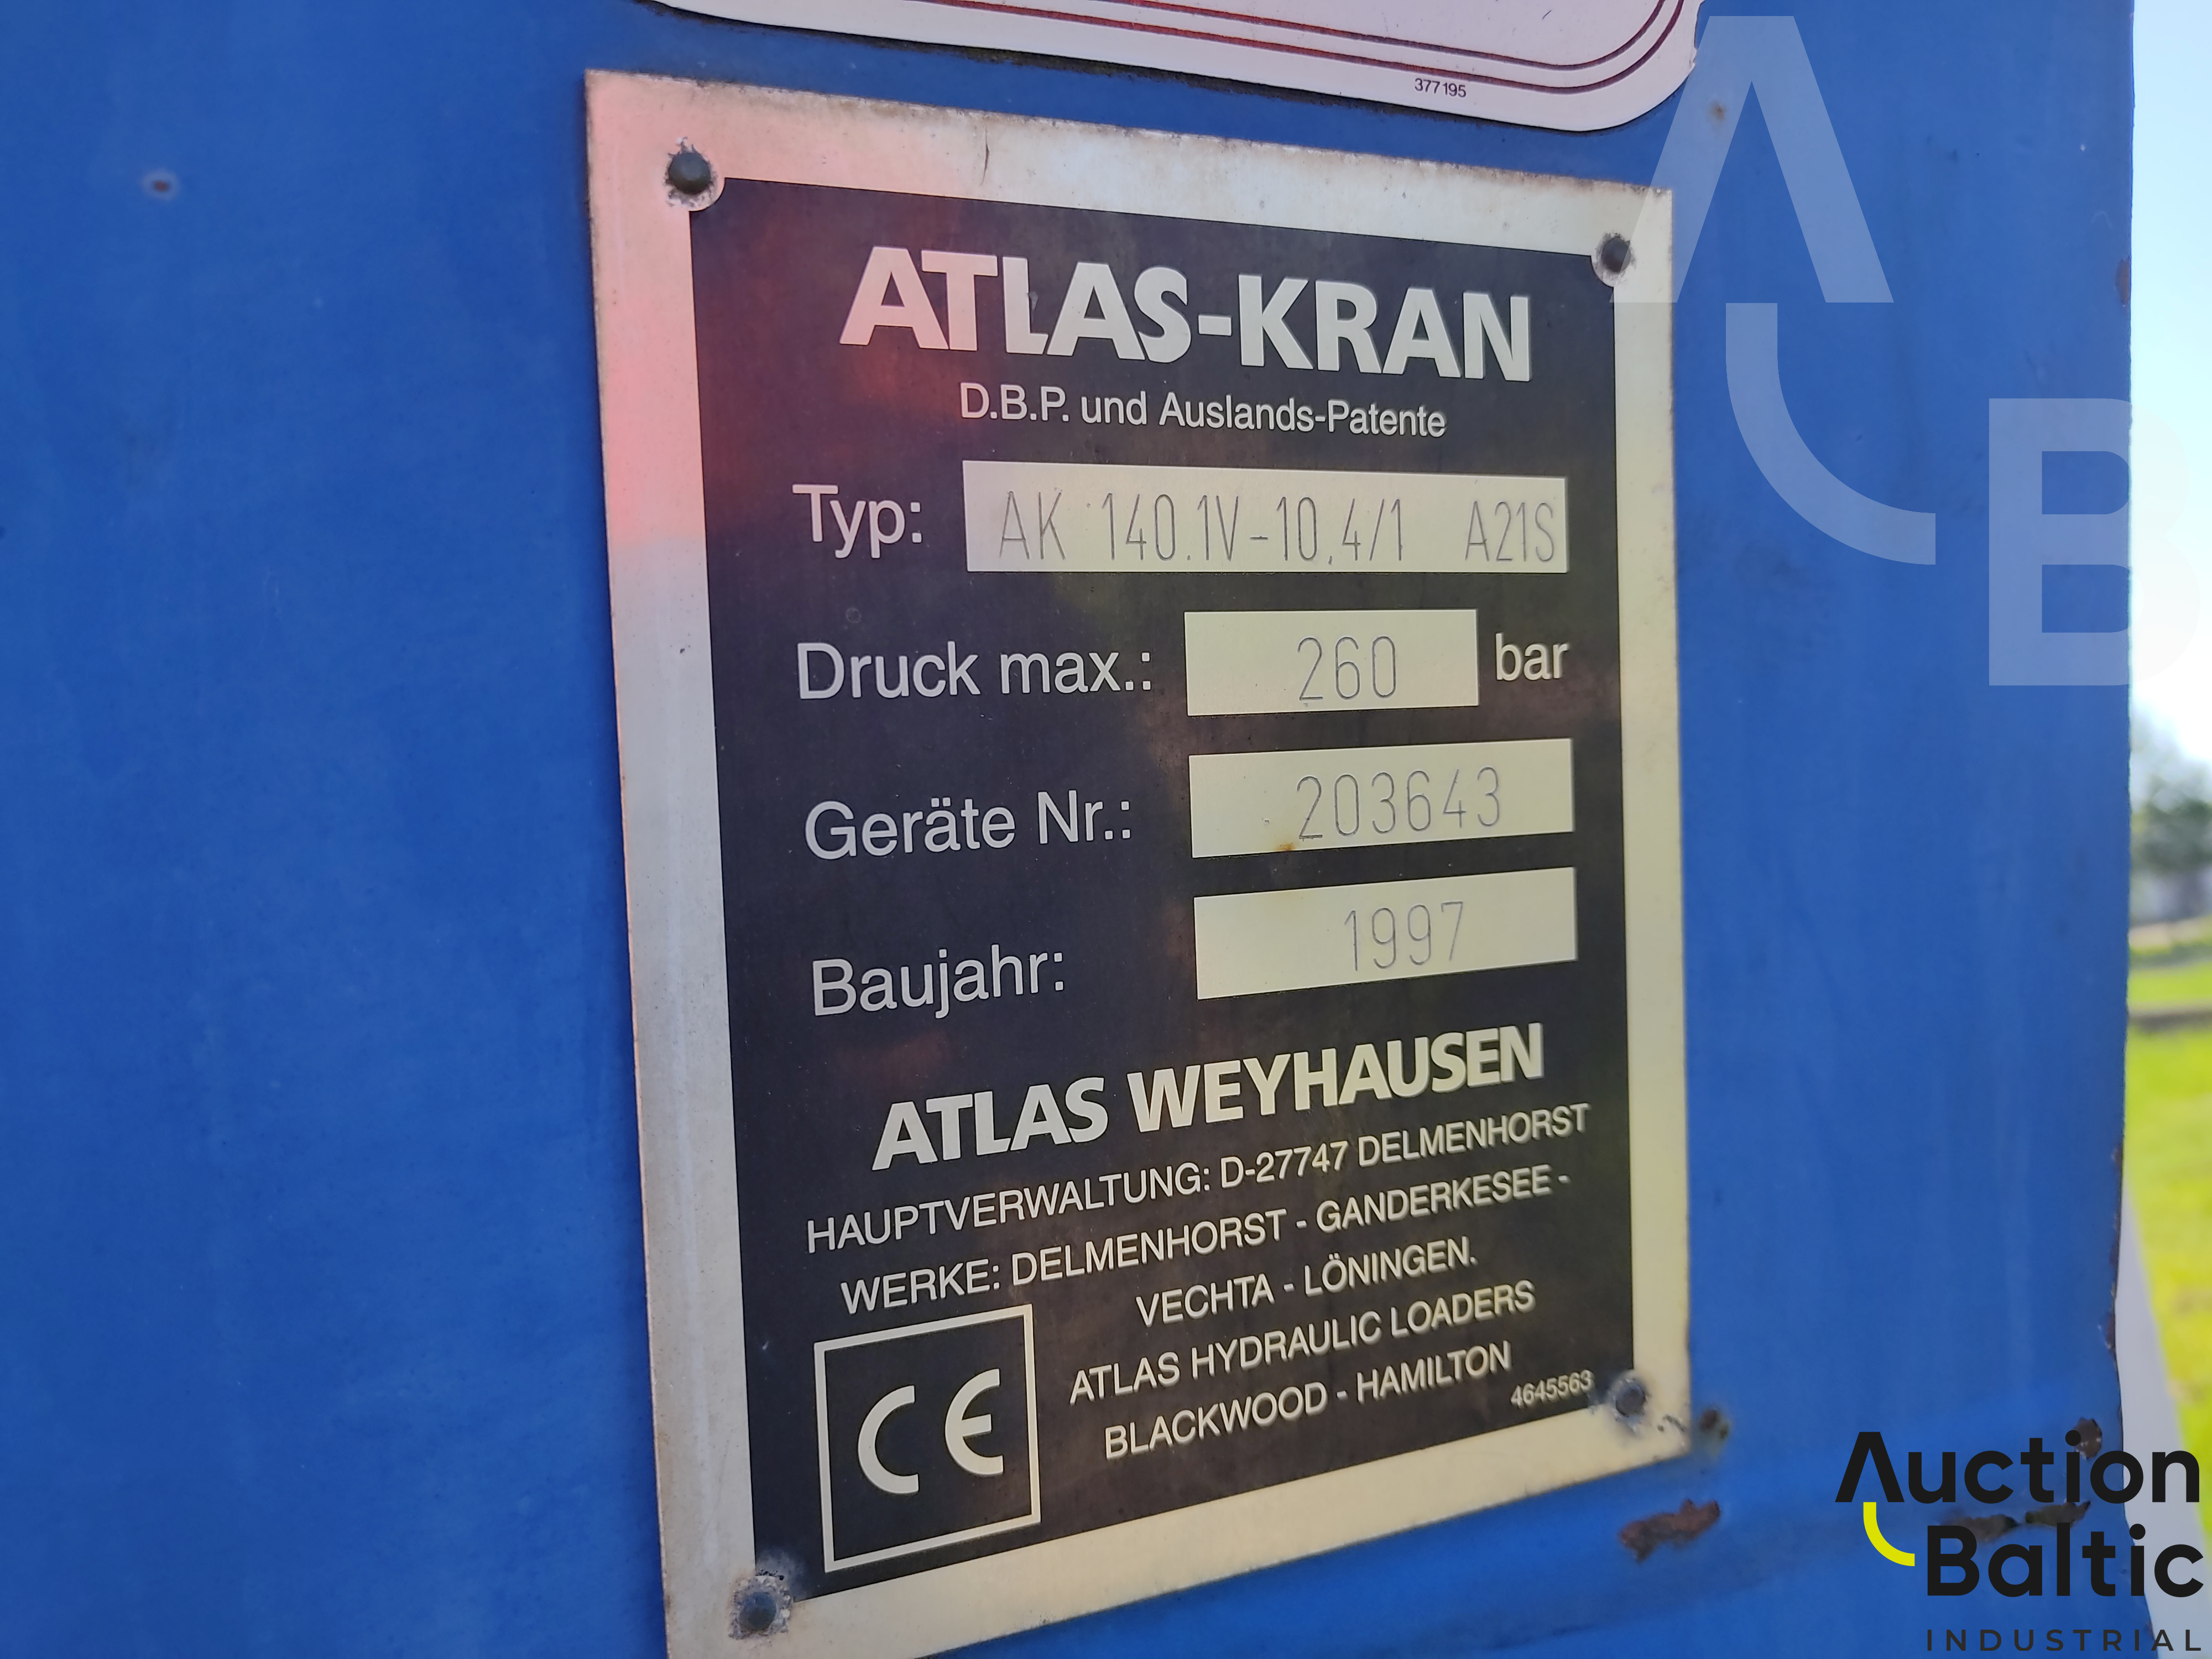 377195
ATLAS-KRAN
D.B.P. und Auslands-Patente
Typ: AK 140.1V-10,4/1 A21S
Druck max.: 260 bar
Geräte Nr.: 203643
Baujahr: 1997
ATLAS WEYHAUSEN
HAUPTVERWALTUNG: D-27747 DELMENHORST
WERKE: DELMENHORST - GANDERKESEE -
VECHTA - LÖNINGEN.
ATLAS HYDRAULIC LOADERS
BLACKWOOD - HAMILTON
4645563
CE
A
B
Auction
Baltic
INDUSTRIAL